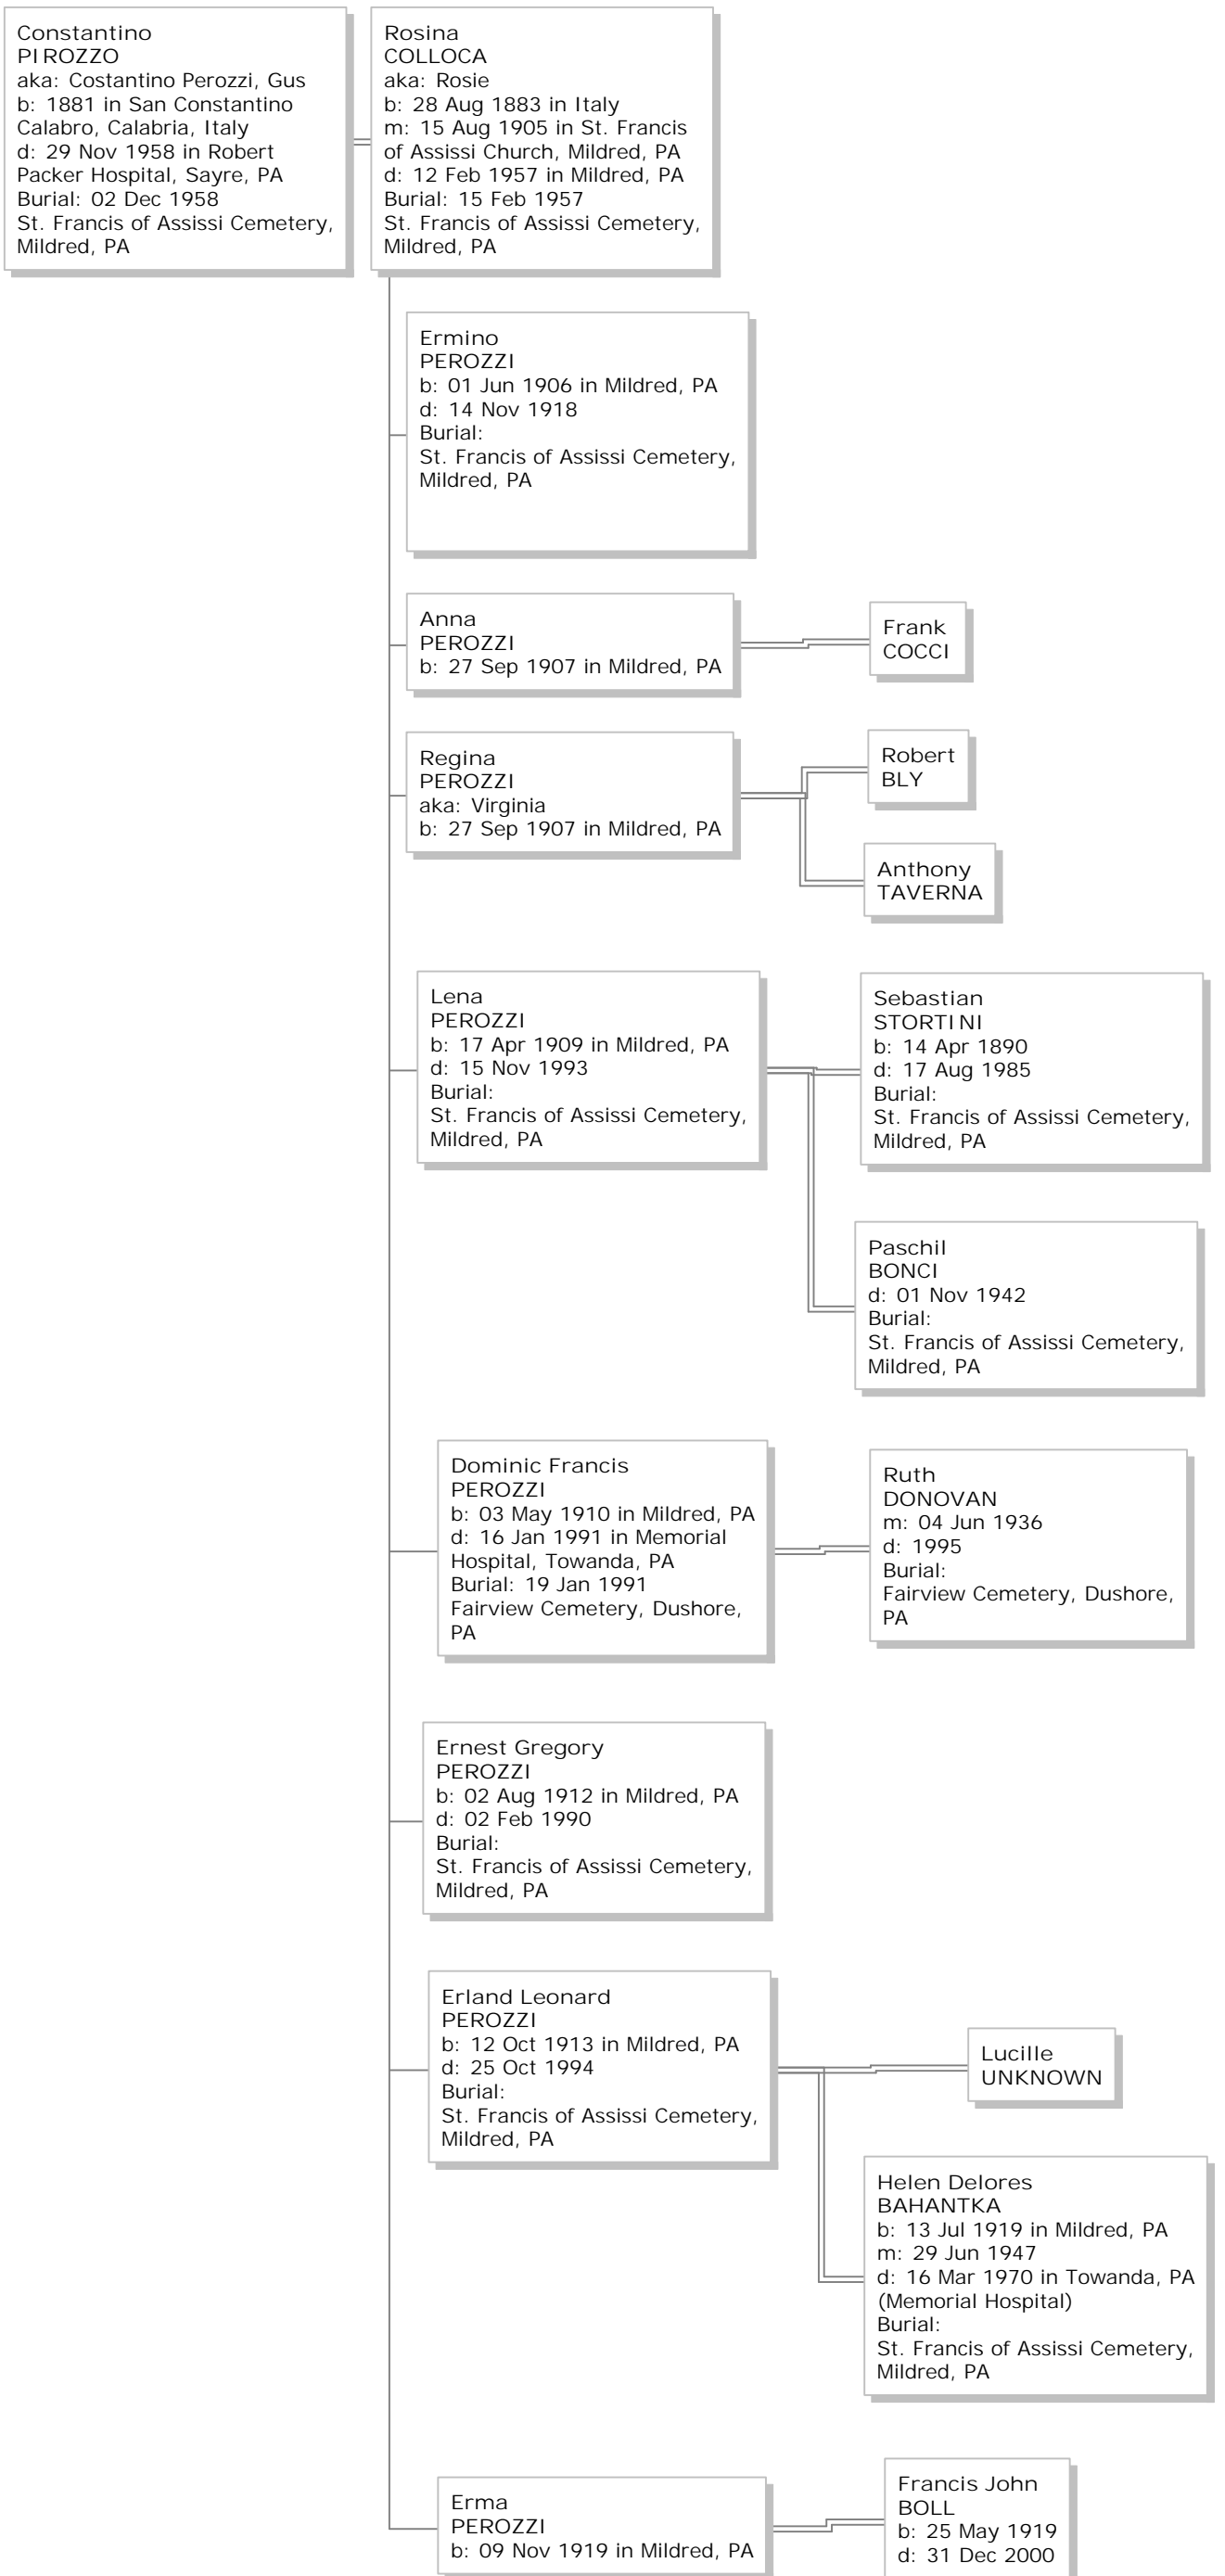 Constantino
PIROZZO
aka: Costantino Perozzi, Gus
b: 1881 in San Constantino
Calabro, Calabria, Italy
d: 29 Nov 1958 in Robert
Packer Hospital, Sayre, PA
Burial: 02 Dec 1958
St. Francis of Assissi Cemetery,
Mildred, PA
Rosina
COLLOCA
aka: Rosie
b: 28 Aug 1883 in Italy
m: 15 Aug 1905 in St. Francis
of Assissi Church, Mildred, PA
d: 12 Feb 1957 in Mildred, PA
Burial: 15 Feb 1957
St. Francis of Assissi Cemetery,
Mildred, PA
Ermino
PEROZZI
b: 01 Jun 1906 in Mildred, PA
d: 14 Nov 1918
Burial:
St. Francis of Assissi Cemetery,
Mildred, PA
Anna
PEROZZI
b: 27 Sep 1907 in Mildred, PA
Frank
COCCI
Regina
PEROZZI
aka: Virginia
b: 27 Sep 1907 in Mildred, PA
Robert
BLY
Anthony
TAVERNA
Lena
PEROZZI
b: 17 Apr 1909 in Mildred, PA
d: 15 Nov 1993
Burial:
St. Francis of Assissi Cemetery,
Mildred, PA
Sebastian
STORTINI
b: 14 Apr 1890
d: 17 Aug 1985
Burial:
St. Francis of Assissi Cemetery,
Mildred, PA
Paschil
BONCI
d: 01 Nov 1942
Burial:
St. Francis of Assissi Cemetery,
Mildred, PA
Dominic Francis
PEROZZI
b: 03 May 1910 in Mildred, PA
d: 16 Jan 1991 in Memorial
Hospital, Towanda, PA
Burial: 19 Jan 1991
Fairview Cemetery, Dushore,
PA
Ruth
DONOVAN
m: 04 Jun 1936
d: 1995
Burial:
Fairview Cemetery, Dushore,
PA
Ernest Gregory
PEROZZI
b: 02 Aug 1912 in Mildred, PA
d: 02 Feb 1990
Burial:
St. Francis of Assissi Cemetery,
Mildred, PA
Erland Leonard
PEROZZI
b: 12 Oct 1913 in Mildred, PA
d: 25 Oct 1994
Burial:
St. Francis of Assissi Cemetery,
Mildred, PA
Lucille
UNKNOWN
Helen Delores
BAHANTKA
b: 13 Jul 1919 in Mildred, PA
m: 29 Jun 1947
d: 16 Mar 1970 in Towanda, PA
(Memorial Hospital)
Burial:
St. Francis of Assissi Cemetery,
Mildred, PA
Erma
PEROZZI
b: 09 Nov 1919 in Mildred, PA
Francis John
BOLL
b: 25 May 1919
d: 31 Dec 2000